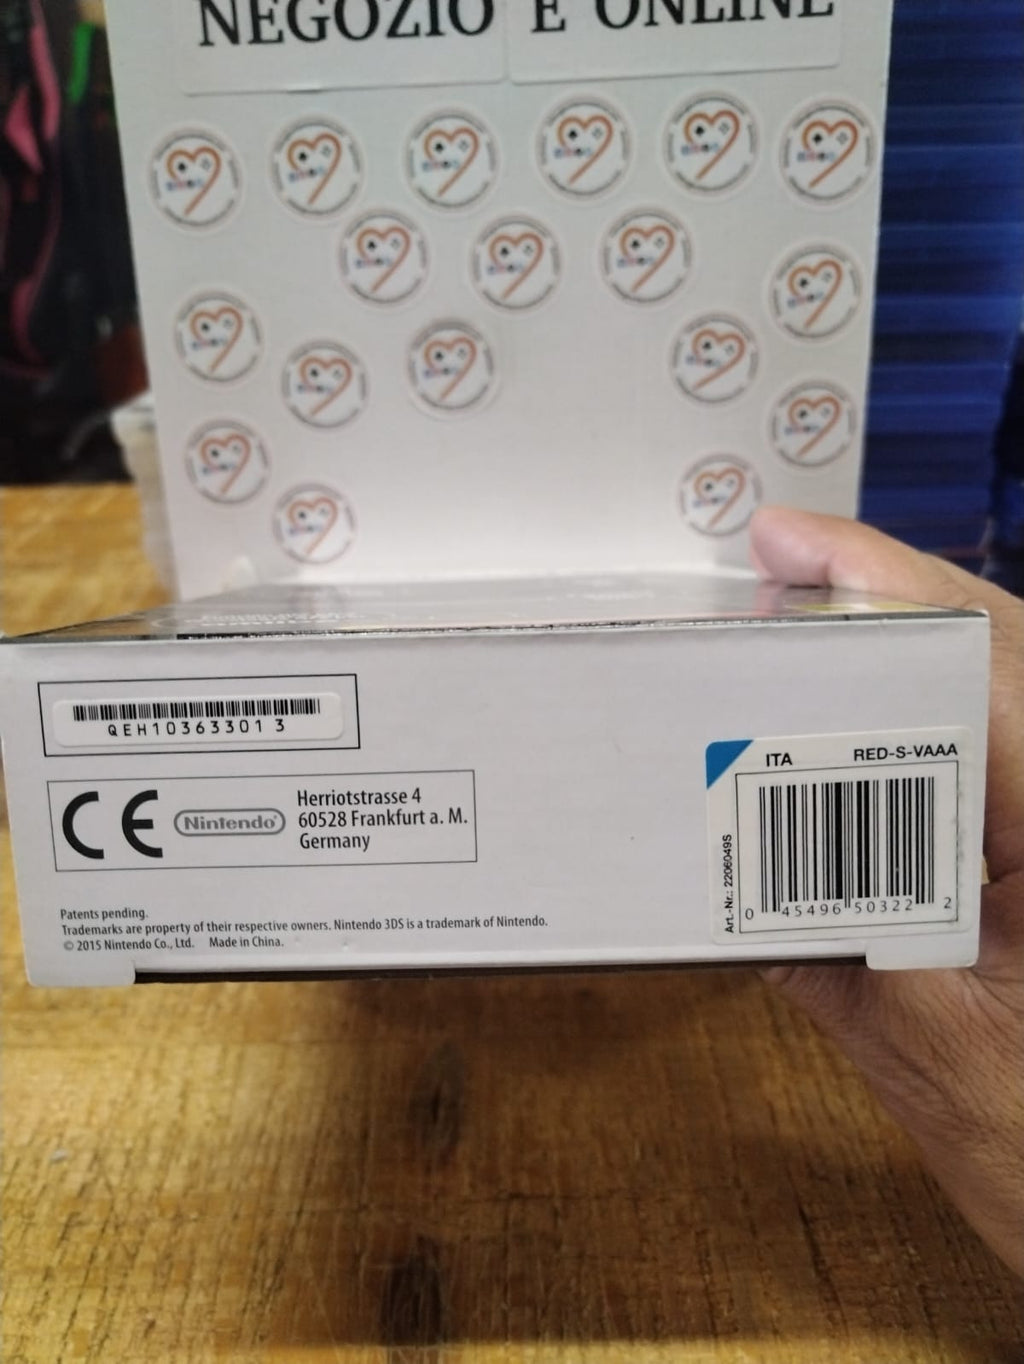 NEGOZIO E ONLINE
QEH10363301 3
CE Nintendo
Herriotstrasse 4
60528 Frankfurt a. M.
Germany
Patents pending.
Trademarks are property of their respective owners. Nintendo 3DS is a trademark of Nintendo.
© 2015 Nintendo Co., Ltd. Made in China.
ITA RED-S-VAAA
Art.-Nr.: 2206049S
0 45496 50322 2